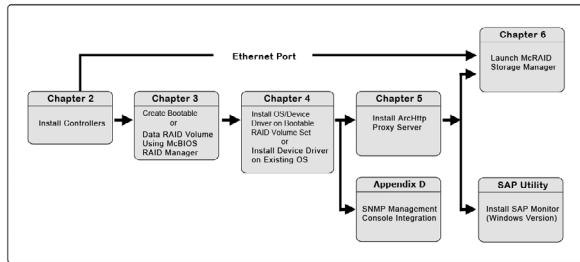 Chapter 6
Launch McRAID
Storage Manager
Ethernet Port
Chapter 2
Install Controllers
Chapter 3
Create Bootable
or
Data RAID Volume
Using McBIOS
RAID Manager
Chapter 4
Install OS/Device
Driver on Bootable
RAID Volume Set
or
Install Device Driver
on Existing OS
Chapter 5
Install ArcHttp
Proxy Server
Appendix D
SNMP Management
Console Integration
SAP Utility
Install SAP Monitor
(Windows Version)